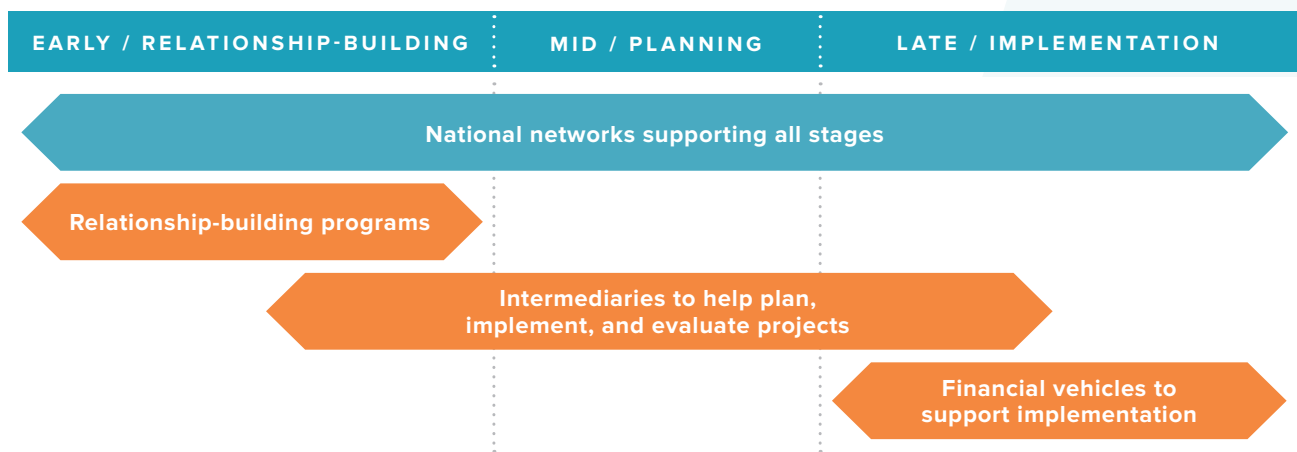 EARLY / RELATIONSHIP-BUILDING
MID / PLANNING
LATE / IMPLEMENTATION
National networks supporting all stages
Relationship-building programs
Intermediaries to help plan,
implement, and evaluate projects
Financial vehicles to
support implementation